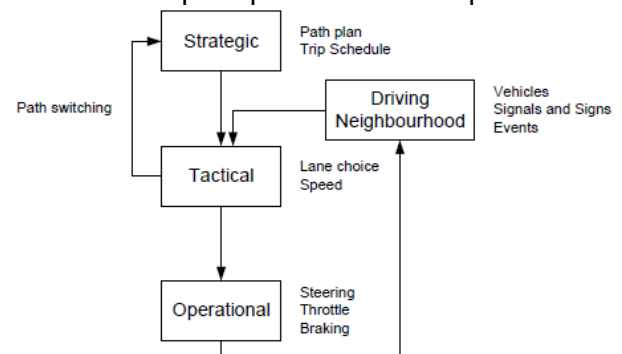 Strategic
Path plan
Trip Schedule
Path switching
Driving
Neighbourhood
Vehicles
Signals and Signs
Events
Tactical
Lane choice
Speed
Operational
Steering
Throttle
Braking